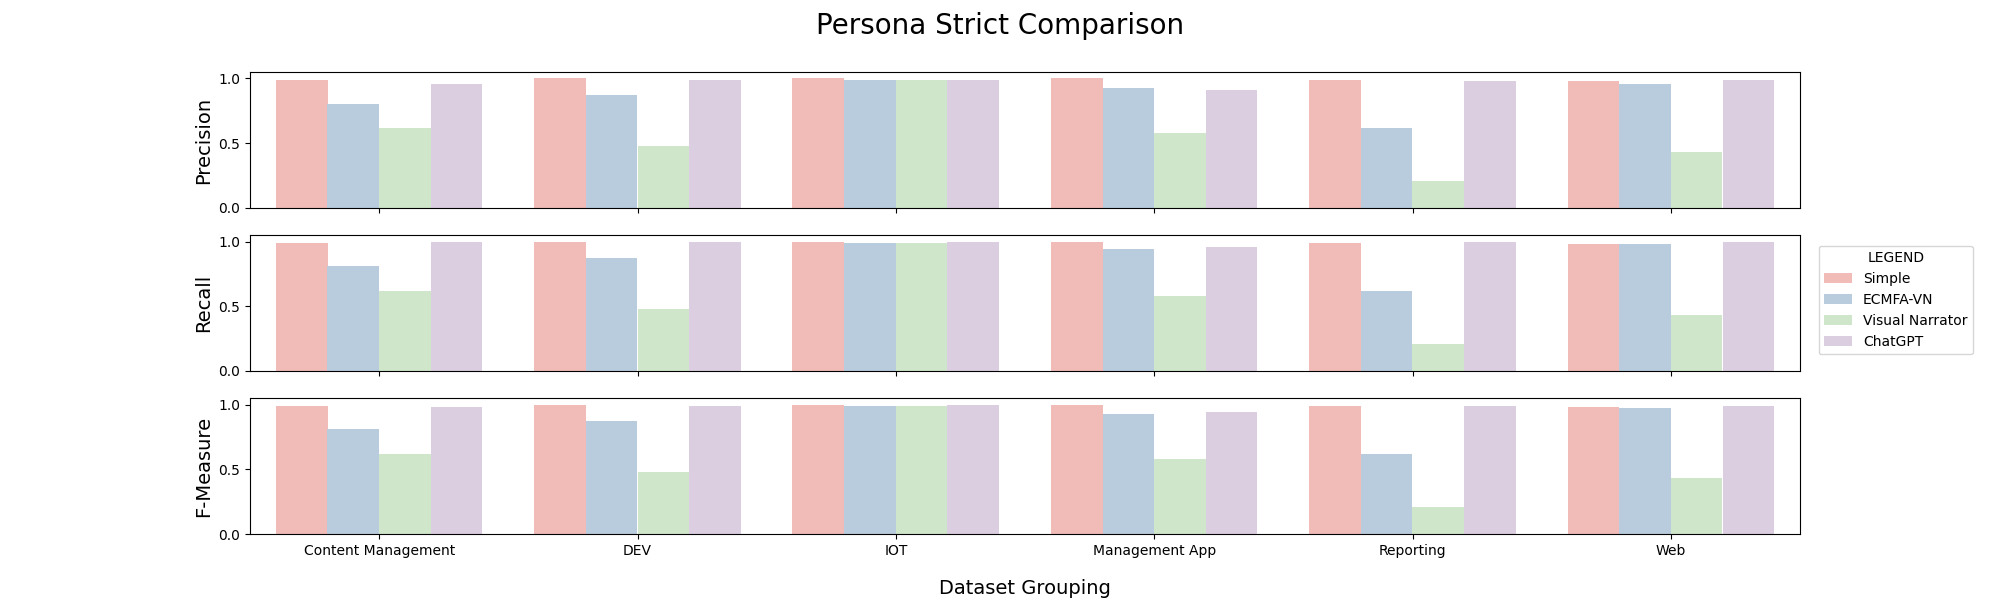 Persona Strict Comparison
Precision
1.0
0.5
0.0
Recall
1.0
0.5
0.0
F-Measure
1.0
0.5
0.0
Content Management
DEV
IOT
Management App
Reporting
Web
Dataset Grouping
LEGEND
Simple
ECMFA-VN
Visual Narrator
ChatGPT